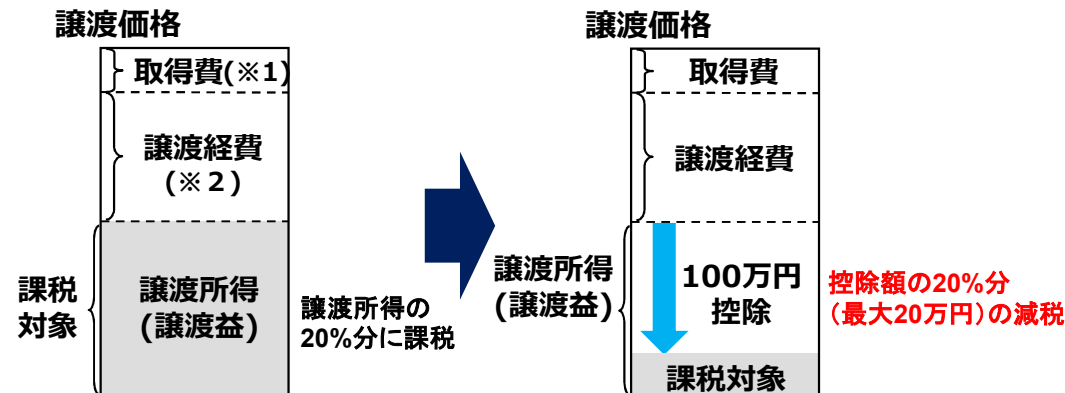 譲渡価格
取得費(※1)
譲渡経費
(※２)
課税
対象
譲渡所得
(譲渡益)
譲渡所得の
20%分に課税
譲渡価格
取得費
譲渡経費
譲渡所得
(譲渡益)
100万円
控除
課税対象
控除額の20%分
（最大20万円）の減税